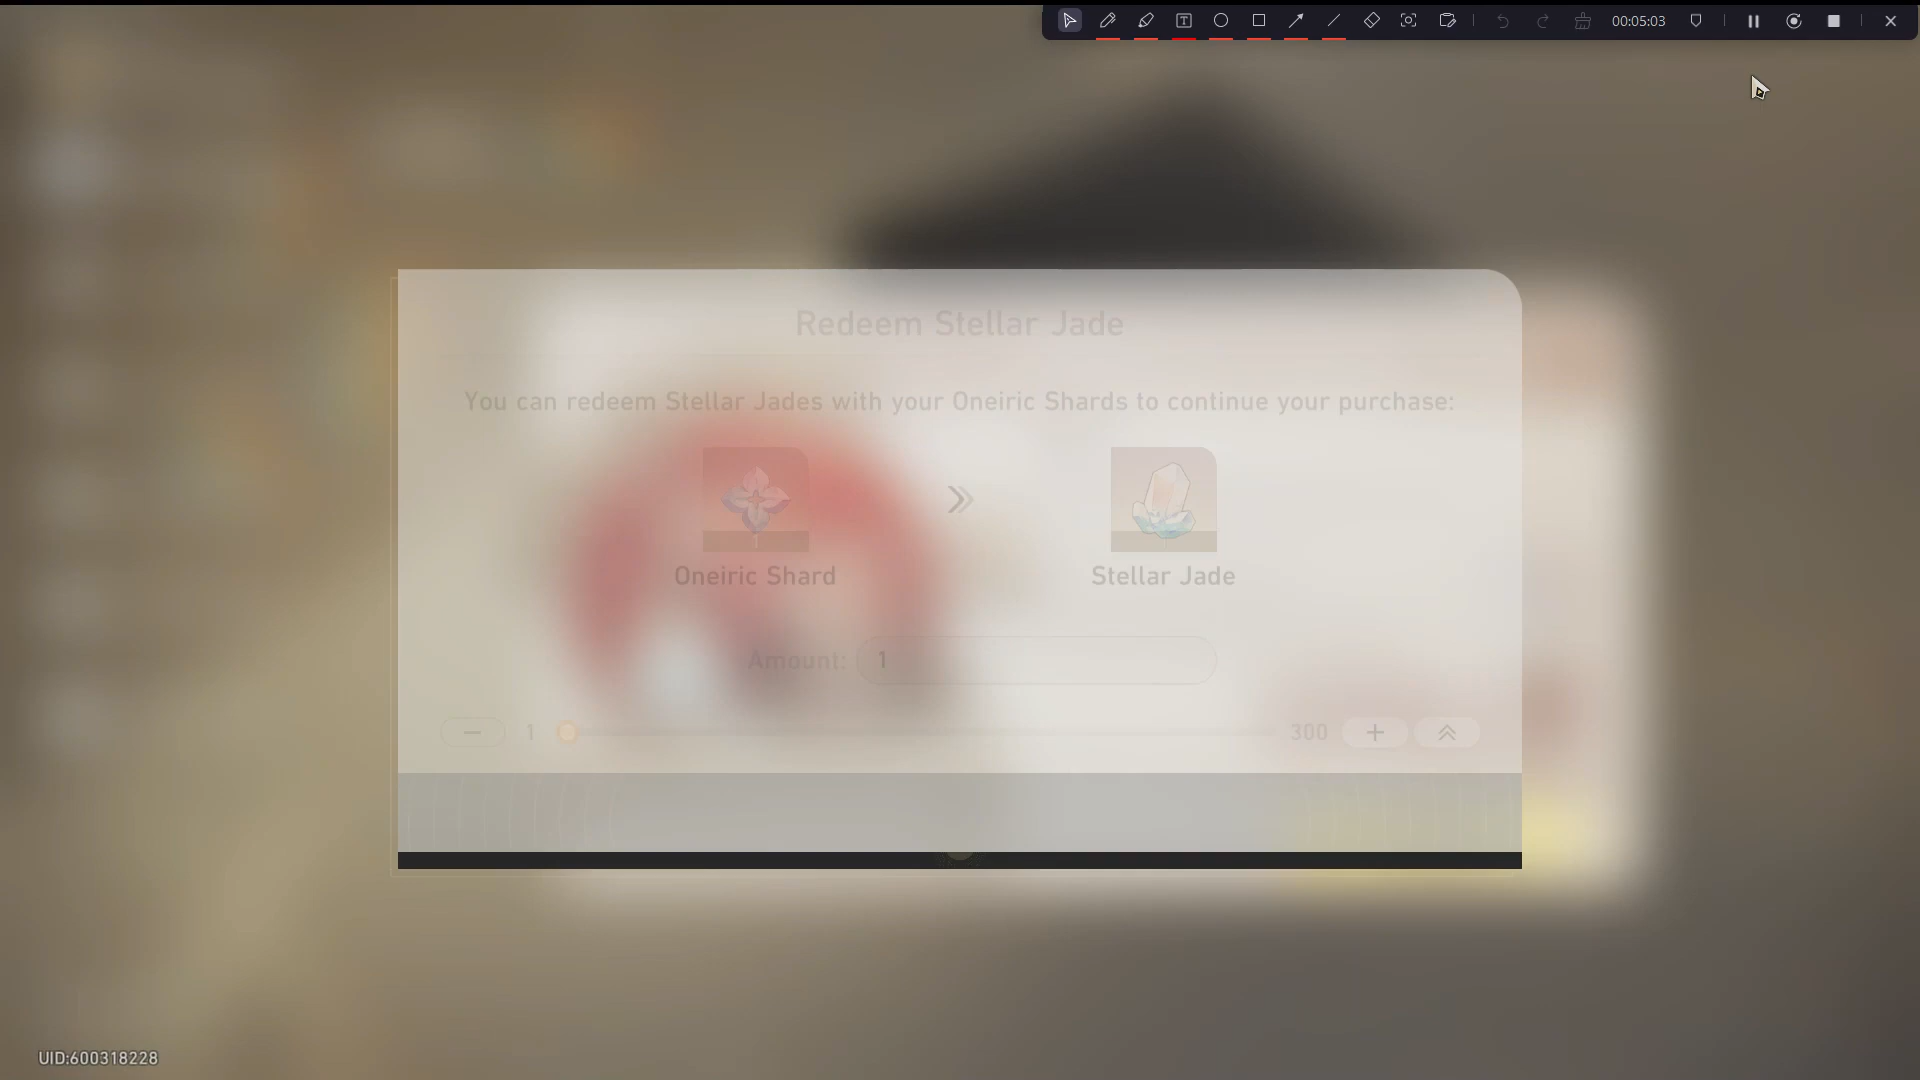 00:05:03
Redeem Stellar Jade
You can redeem Stellar Jades with your Oneiric Shards to continue your purchase:
Oneiric Shard
Stellar Jade
Amount: 1
1
300
UID:600318228